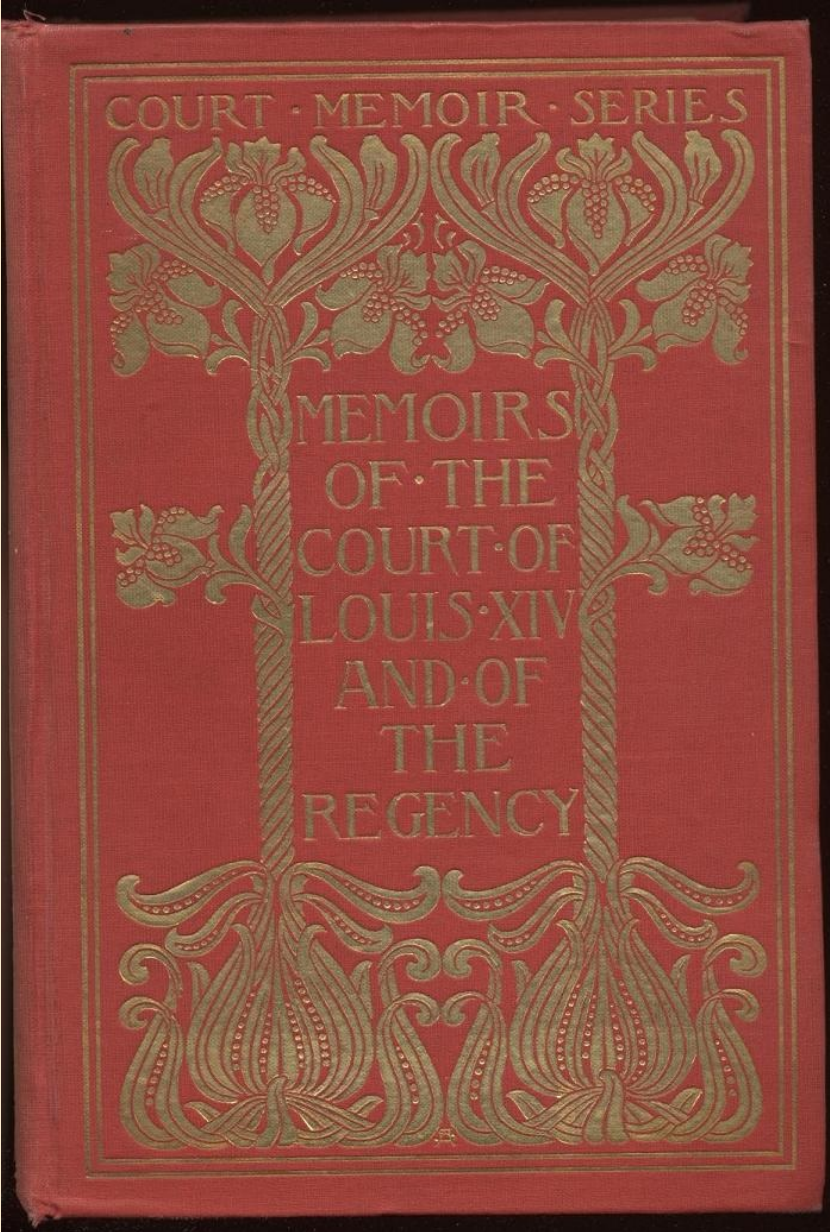 COURT · MEMOIR · SERIES
MEMOIRS
OF · THE
COURT · OF
LOUIS · XIV
AND · OF
THE
REGENCY